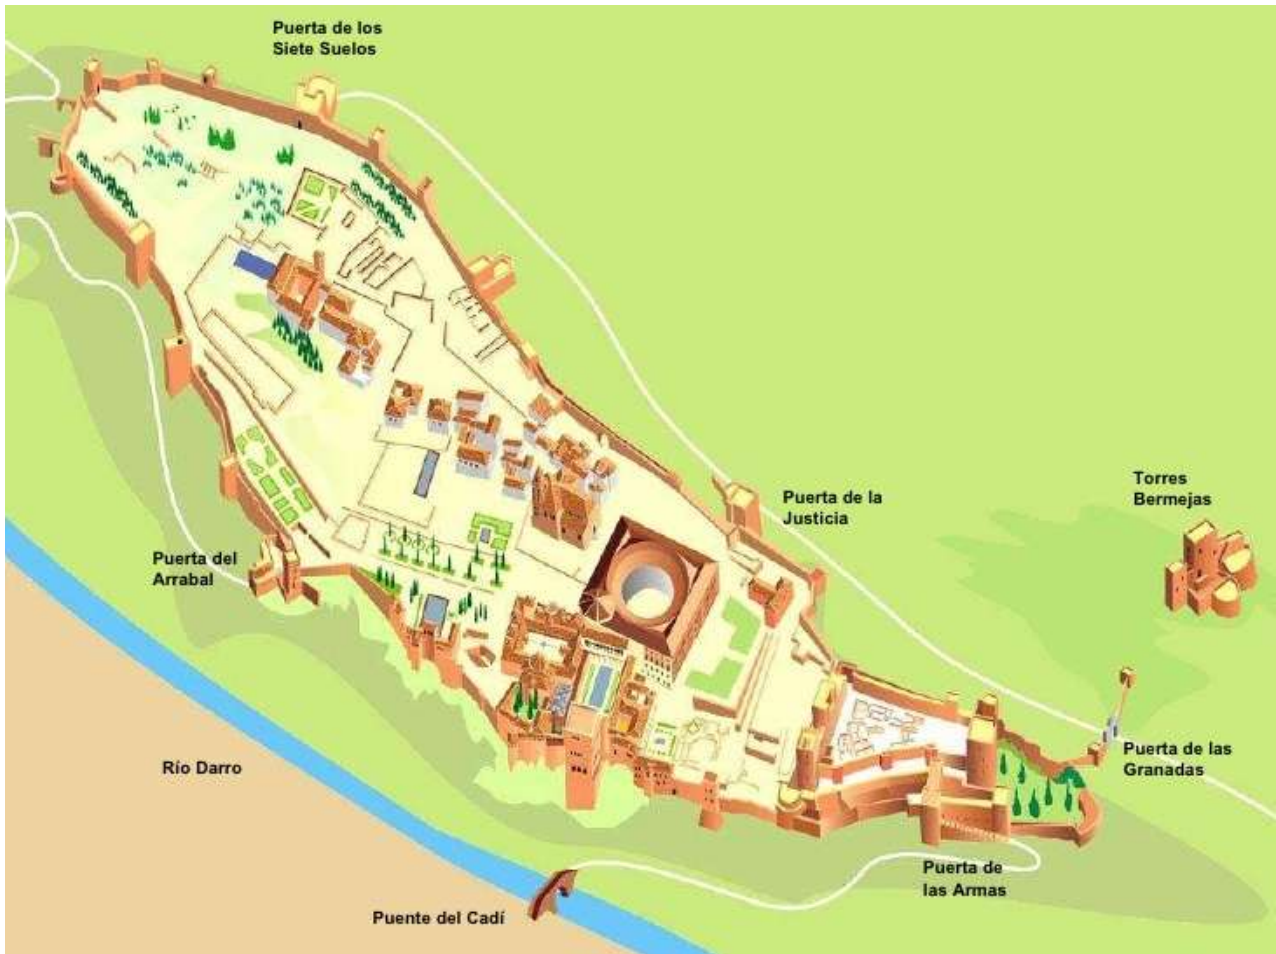 Puerta de los
Siete Suelos
Torres
Bermejas
Puerta de la
Justicia
Puerta del
Arrabal
Puerta de las
Granadas
Río Darro
Puerta de
las Armas
Puente del Cadí